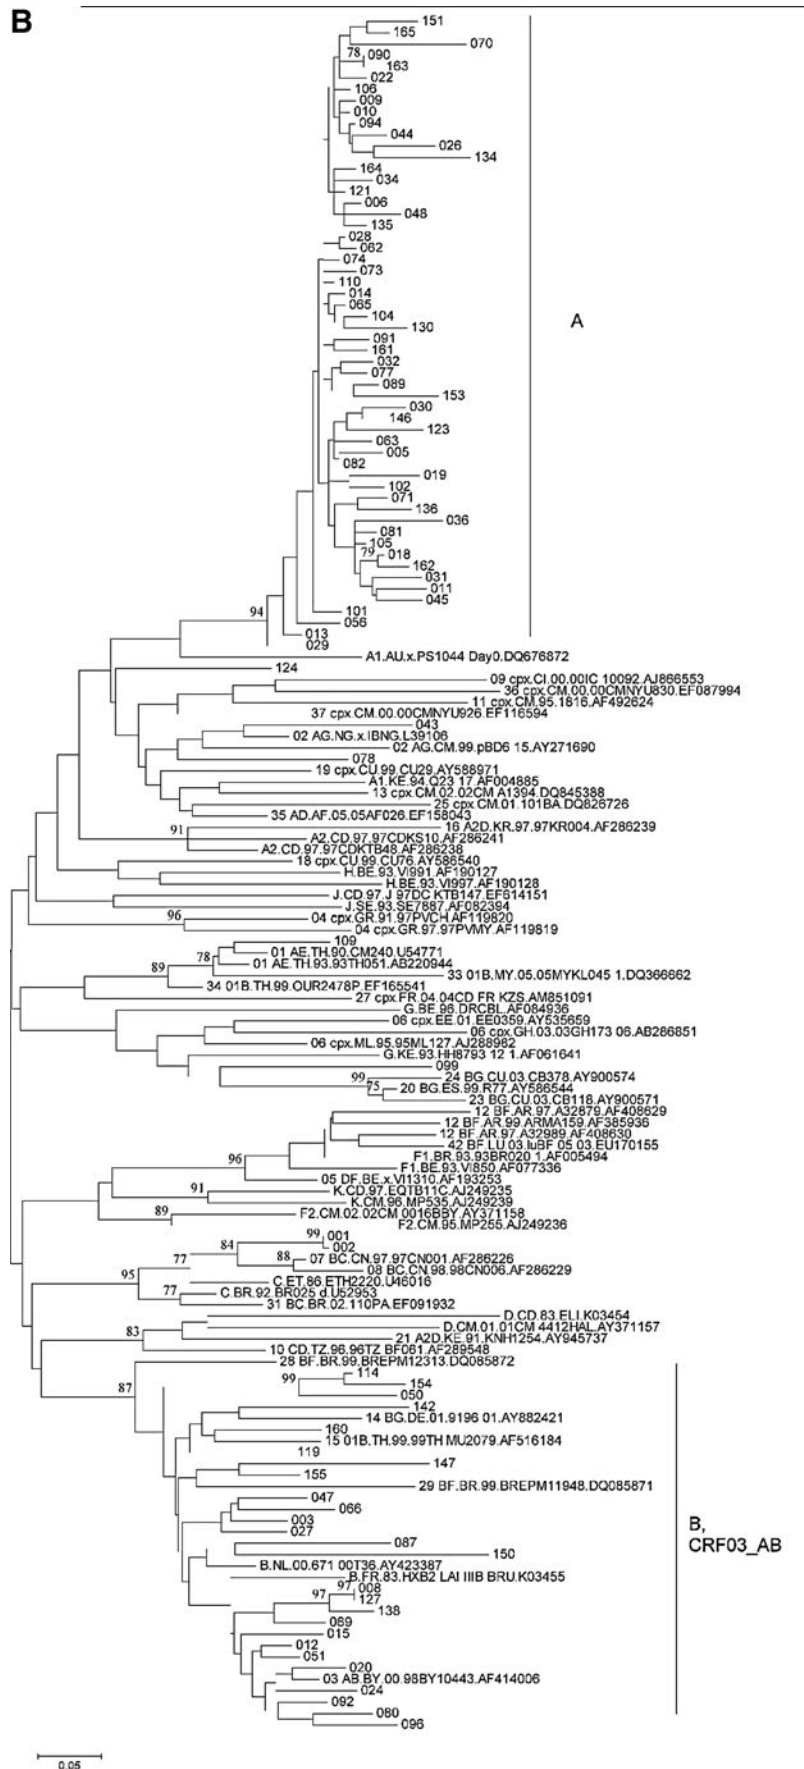 B
151
165
070
78
090
163
022
106
009
010
094
044
026
134
164
034
121
006
048
135
028
062
074
073
110
014
065
104
130
A
091
161
032
077
089
153
030
146
123
063
005
082
019
102
071
136
036
081
105
79
018
162
031
011
045
94
101
056
013
029
A1.AU.x.PS1044 Day0.DQ676872
124
09 cpx.CI.00.00IC 10092.AJ866553
36 cpx.CM.00.00CMNYU830.EF087994
11 cpx.CM.95.1816.AF492624
37 cpx.CM.00.00CMNYU926.EF116594
043
02 AG.NG.x.IBNG.L39106
02 AG.CM.99.pBD6 15.AY271690
078
19 cpx.CU.99.CU29.AY588971
A1.KE.94.Q23 17.AF004885
13 cpx.CM.02.02CM A1394.DQ845388
25 cpx.CM.01.101BA.DQ826726
35 AD.AF.05.05AF026.EF158043
91
16 A2D.KR.97.97KR004.AF286239
A2.CD.97.97CDKS10.AF286241
A2.CD.97.97CDKTB48.AF286238
18 cpx.CU.99.CU76.AY586540
H.BE.93.VI991.AF190127
H.BE.93.VI997.AF190128
J.CD.97.J 97DC KTB147.EF614151
J.SE.93.SE7887.AF082394
96
04 cpx.GR.91.97PVCH.AF119820
04 cpx.GR.97.97PVMY.AF119819
109
78
01 AE.TH.90.CM240.U54771
89
01 AE.TH.93.93TH051.AB220944
33 01B.MY.05.05MYKL045 1.DQ366662
34 01B.TH.99.OUR2478P.EF165541
27 cpx.FR.04.04CD FR KZS.AM851091
G.BE.96.DRCBL.AF084936
06 cpx.EE.01.EE0359.AY535659
06 cpx.GH.03.03GH173 06.AB286851
06 cpx.ML.95.95ML127.AJ288982
G.KE.93.HH8793 12 1.AF061641
099
99
24 BG.CU.03.CB378.AY900574
75
20 BG.ES.99.R77.AY586544
23 BG.CU.03.CB118.AY900571
12 BF.AR.97.A32879.AF408629
12 BF.AR.99.ARMA159.AF385936
12 BF.AR.97.A32989.AF408630
42 BF.LU.03.luBF 05 03.EU170155
F1.BR.93.93BR020 1.AF005494
96
F1.BE.93.VI850.AF077336
05 DF.BE.x.VI1310.AF193253
91
K.CD.97.EQTB11C.AJ249235
K.CM.96.MP535.AJ249239
89
F2.CM.02.02CM 0016BBY.AY371158
F2.CM.95.MP255.AJ249236
99
001
84
002
77
88
07 BC.CN.97.97CN001.AF286226
08 BC.CN.98.98CN006.AF286229
95
C.ET.86.ETH2220.U46016
77
C.BR.92.BR025 d.U52953
31 BC.BR.02.110PA.EF091932
D.CD.83.ELI.K03454
D.CM.01.01CM 4412HAL.AY371157
83
21 A2D.KE.91.KNH1254.AY945737
10 CD.TZ.96.96TZ BF061.AF289548
28 BF.BR.99.BREPM12313.DQ085872
87
99
114
154
050
142
14 BG.DE.01.9196 01.AY882421
160
15 01B.TH.99.99TH MU2079.AF516184
119
147
155
29 BF.BR.99.BREPM11948.DQ085871
047
066
003
027
B,
CRF03_AB
087
150
B.NL.00.671 00T36.AY423387
B.FR.83.HXB2 LAI IIIB BRU.K03455
97
008
97
127
138
069
015
012
051
020
03 AB.BY.00.98BY10443.AF414006
024
092
080
096
0.05